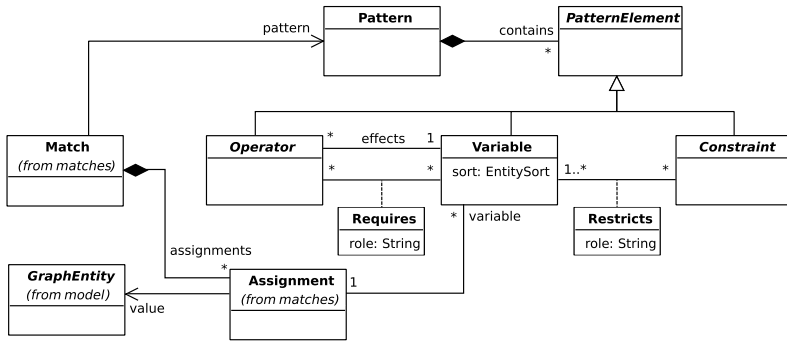 pattern
Pattern
contains
*
PatternElement
Match
(from matches)
Operator
* effects 1
* *
Variable
sort: EntitySort
1..* *
Constraint
Requires
role: String
* variable
Restricts
role: String
assignments
*
GraphEntity
(from model)
value
Assignment
(from matches)
1